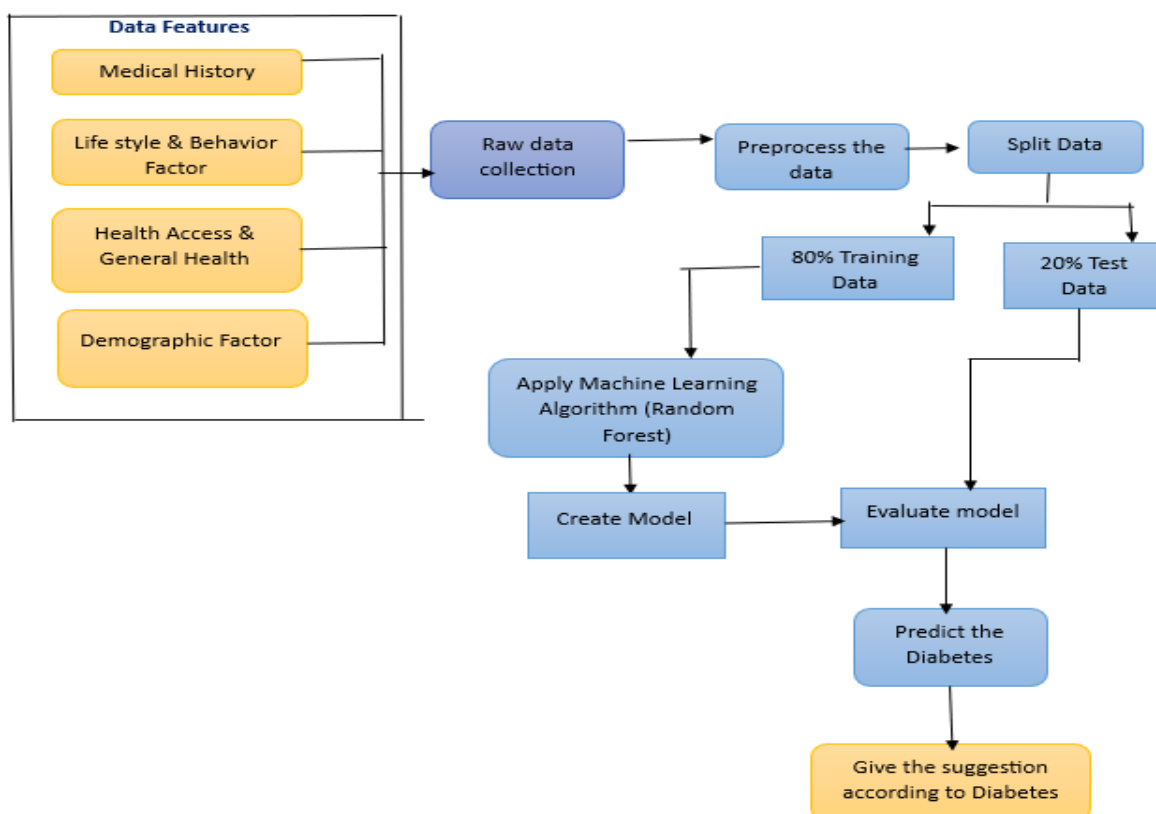 Data Features
Medical History
Life style & Behavior
Factor
Health Access &
General Health
Demographic Factor
Raw data
collection
Preprocess the
data
Split Data
80% Training
Data
20% Test
Data
Apply Machine Learning
Algorithm (Random
Forest)
Create Model
Evaluate model
Predict the
Diabetes
Give the suggestion
according to Diabetes